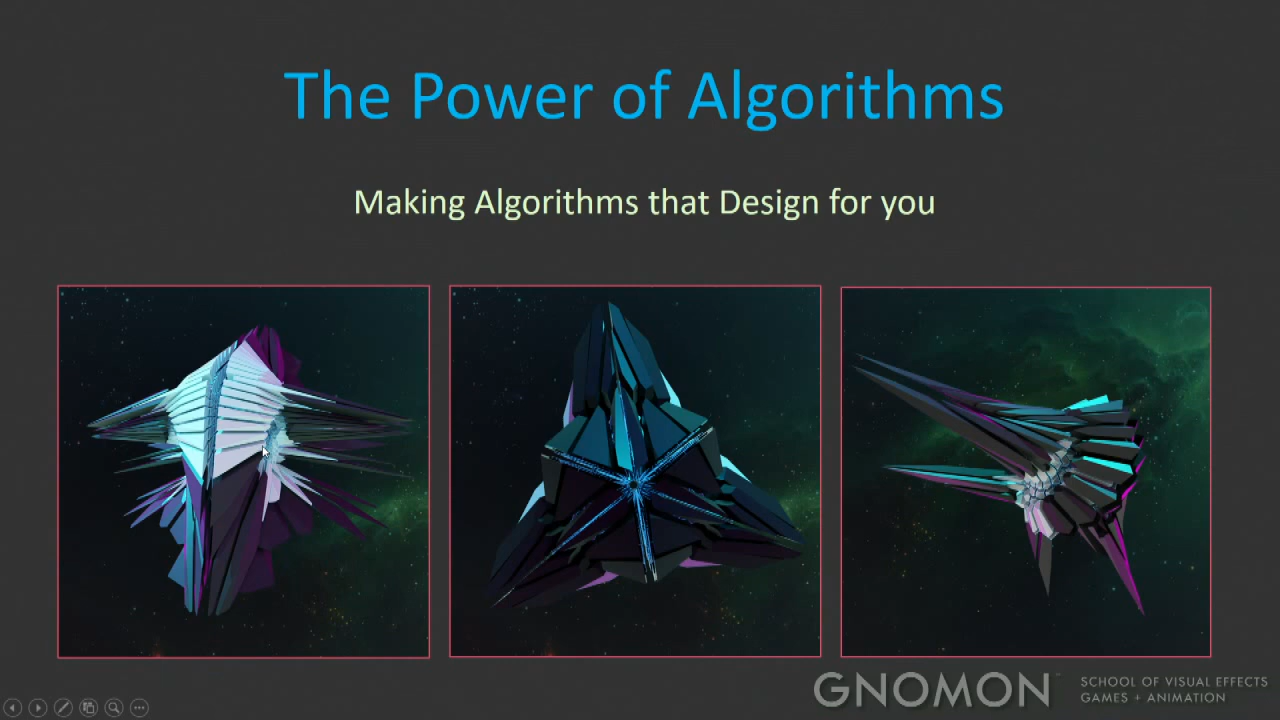 The Power of Algorithms
Making Algorithms that Design for you
GNOMON
SCHOOL OF VISUAL EFFECTS
GAMES + ANIMATION